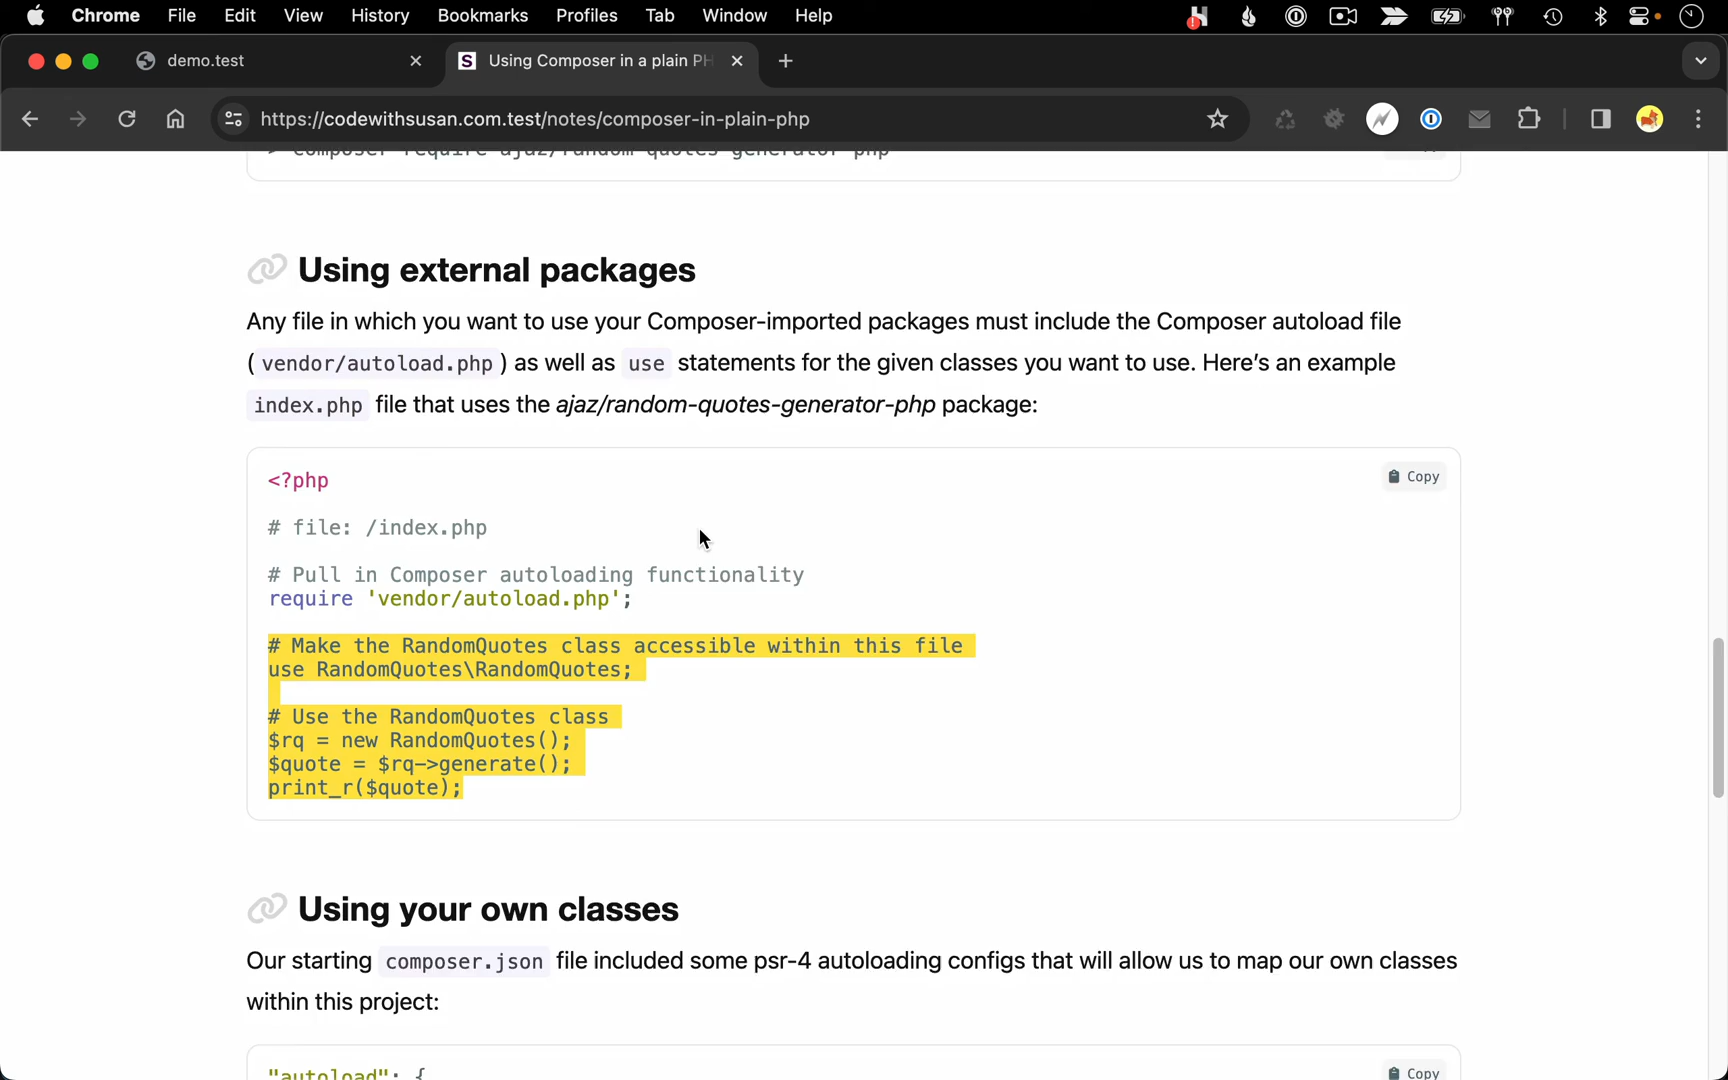 Chrome File Edit View History Bookmarks Profiles Tab Window Help
demo.test
S Using Composer in a plain PH
https://codewithsusan.com.test/notes/composer-in-plain-php
> composer require ajaz/random-quotes-generator-php
Using external packages
Any file in which you want to use your Composer-imported packages must include the Composer autoload file
( vendor/autoload.php ) as well as use statements for the given classes you want to use. Here’s an example
index.php file that uses the ajaz/random-quotes-generator-php package:
Copy
<?php
# file: /index.php
# Pull in Composer autoloading functionality
require 'vendor/autoload.php';
# Make the RandomQuotes class accessible within this file
use RandomQuotes\RandomQuotes;
# Use the RandomQuotes class
$rq = new RandomQuotes();
$quote = $rq->generate();
print_r($quote);
Using your own classes
Our starting composer.json file included some psr-4 autoloading configs that will allow us to map our own classes
within this project:
"autoload": {
Copy